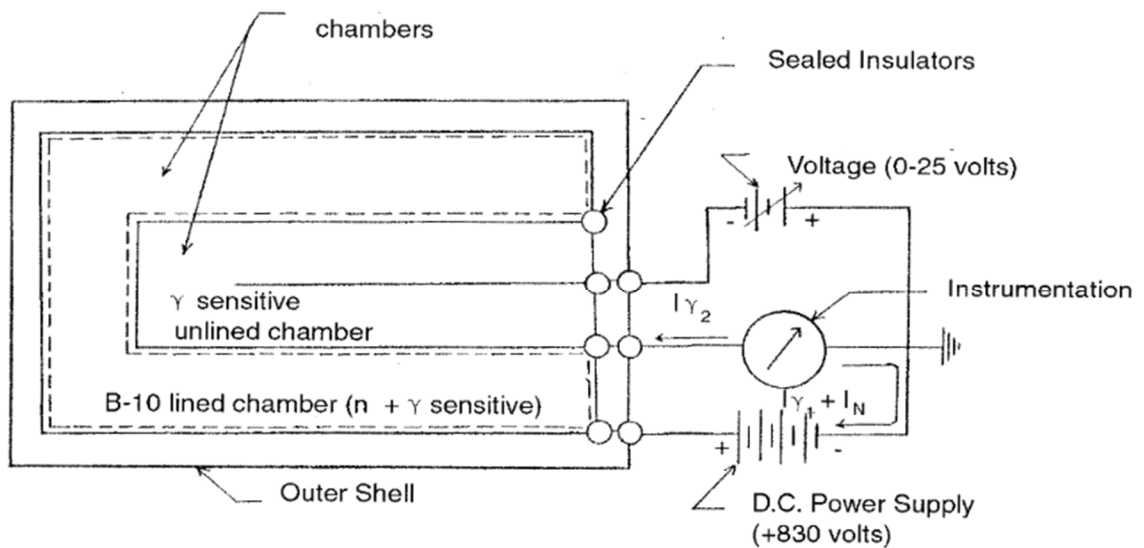 chambers
Sealed Insulators
Voltage (0-25 volts)
-
+
Instrumentation
γ sensitive
unlined chamber
Iγ2
B-10 lined chamber (n + γ sensitive)
Iγ1 + IN
+
-
Outer Shell
D.C. Power Supply
(+830 volts)